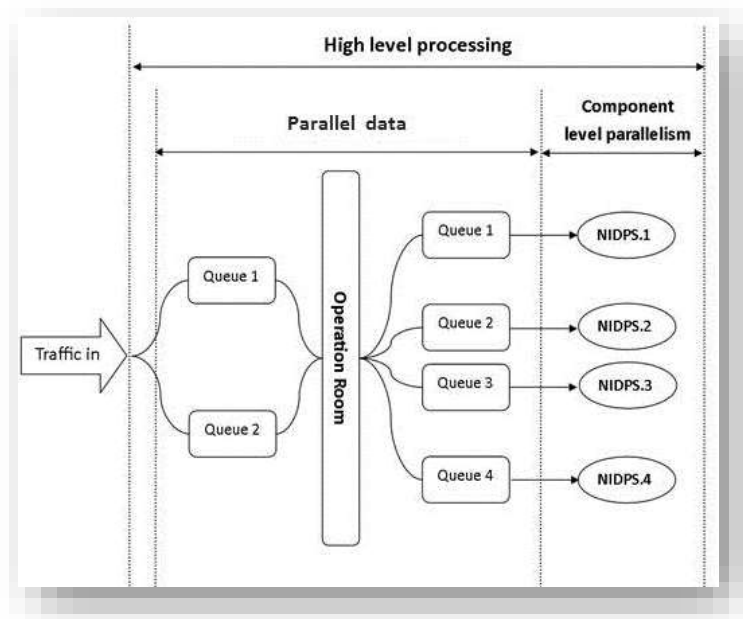 High level processing
Parallel data
Component
level parallelism
Traffic in
Queue 1
Queue 2
Operation Room
Queue 1
Queue 2
Queue 3
Queue 4
NIDPS.1
NIDPS.2
NIDPS.3
NIDPS.4